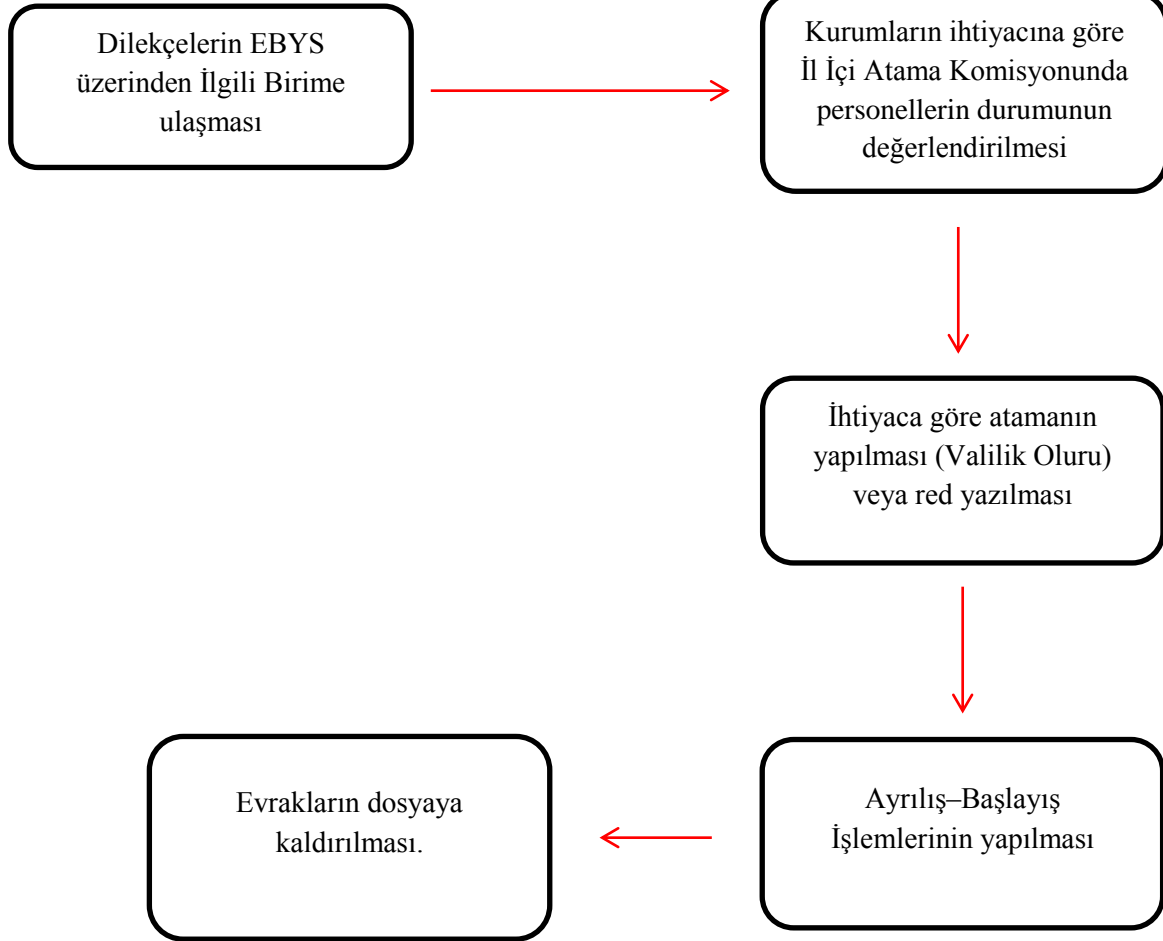 Dilekçelerin EBYS
üzerinden İlgili Birime
ulaşması
Kurumların ihtiyacına göre
İl İçi Atama Komisyonunda
personellerin durumunun
değerlendirilmesi
İhtiyaca göre atamanın
yapılması (Valilik Oluru)
veya red yazılması
Ayrılış–Başlayış
İşlemlerinin yapılması
Evrakların dosyaya
kaldırılması.